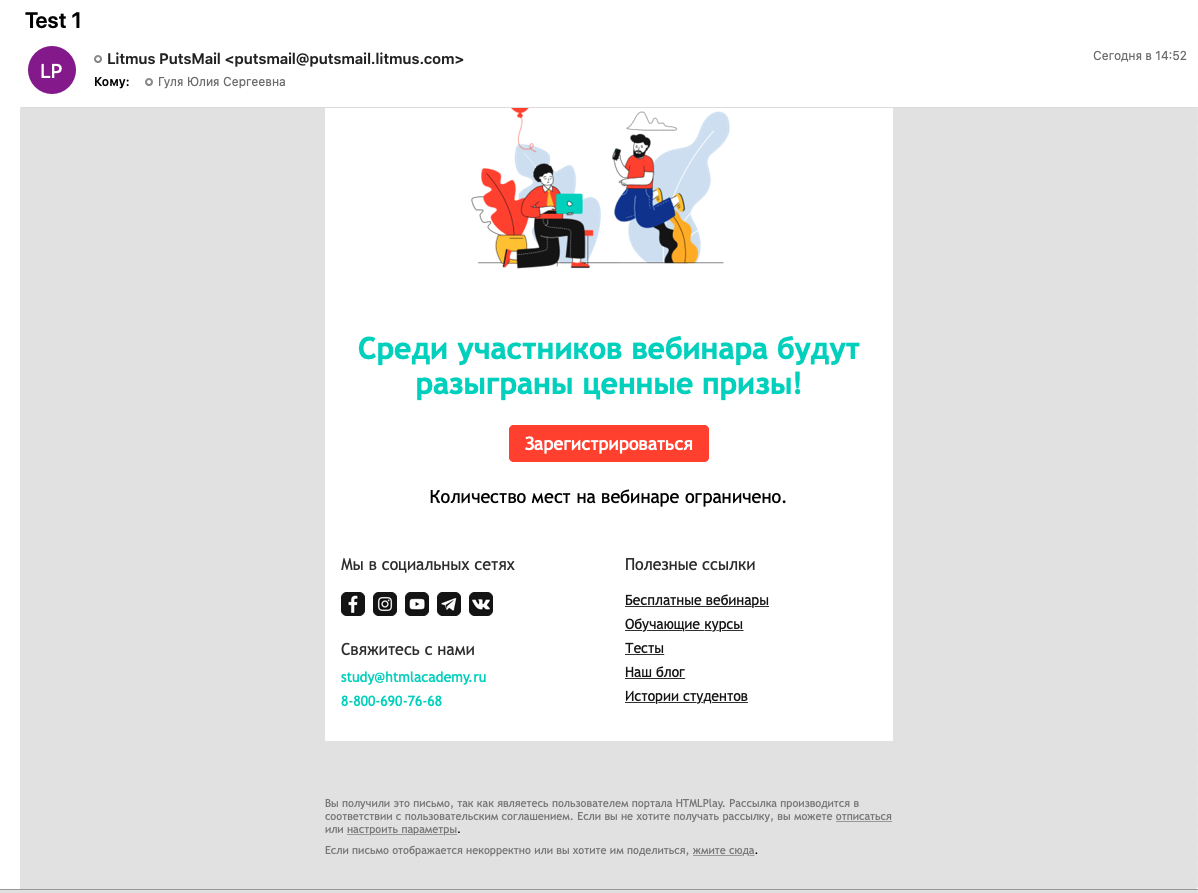 Test 1
LP
Litmus PutsMail <putsmail@putsmail.litmus.com>
Сегодня в 14:52
Кому: Гуля Юлия Сергеевна
Среди участников вебинара будут
разыграны ценные призы!
Зарегистрироваться
Количество мест на вебинаре ограничено.
Мы в социальных сетях
Свяжитесь с нами
study@htmlacademy.ru
8-800-690-76-68
Полезные ссылки
Бесплатные вебинары
Обучающие курсы
Тесты
Наш блог
Истории студентов
Вы получили это письмо, так как являетесь пользователем портала HTMLPlay. Рассылка производится в
соответствии с пользовательским соглашением. Если вы не хотите получать рассылку, вы можете отписаться
или настроить параметры.
Если письмо отображается некорректно или вы хотите им поделиться, жмите сюда.